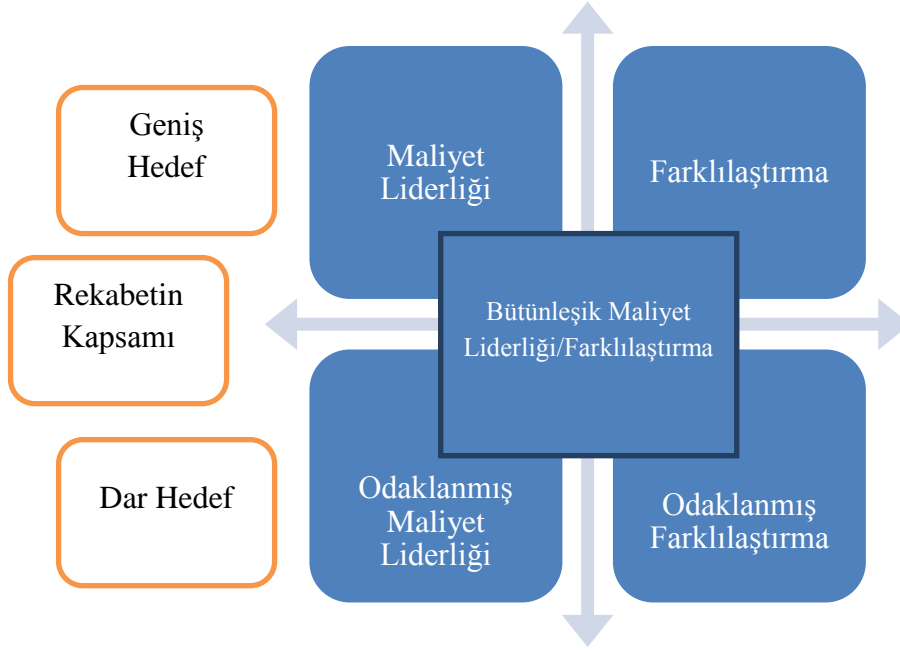 Geniş
Hedef
Maliyet
Liderliği
Farklılaştırma
Rekabetin
Kapsamı
Bütünleşik Maliyet
Liderliği/Farklılaştırma
Dar Hedef
Odaklanmış
Maliyet
Liderliği
Odaklanmış
Farklılaştırma